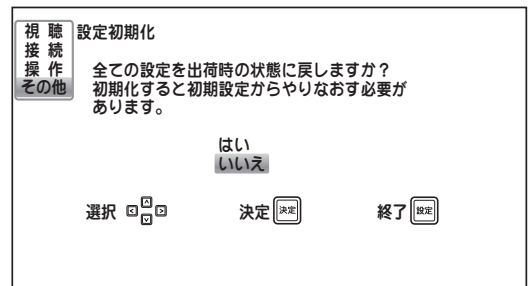 視 聴
接 続
操 作
その他
設定初期化
全ての設定を出荷時の状態に戻しますか？
初期化すると初期設定からやりなおす必要が
あります。
はい
いいえ
選択 決定 決定 終了 設定